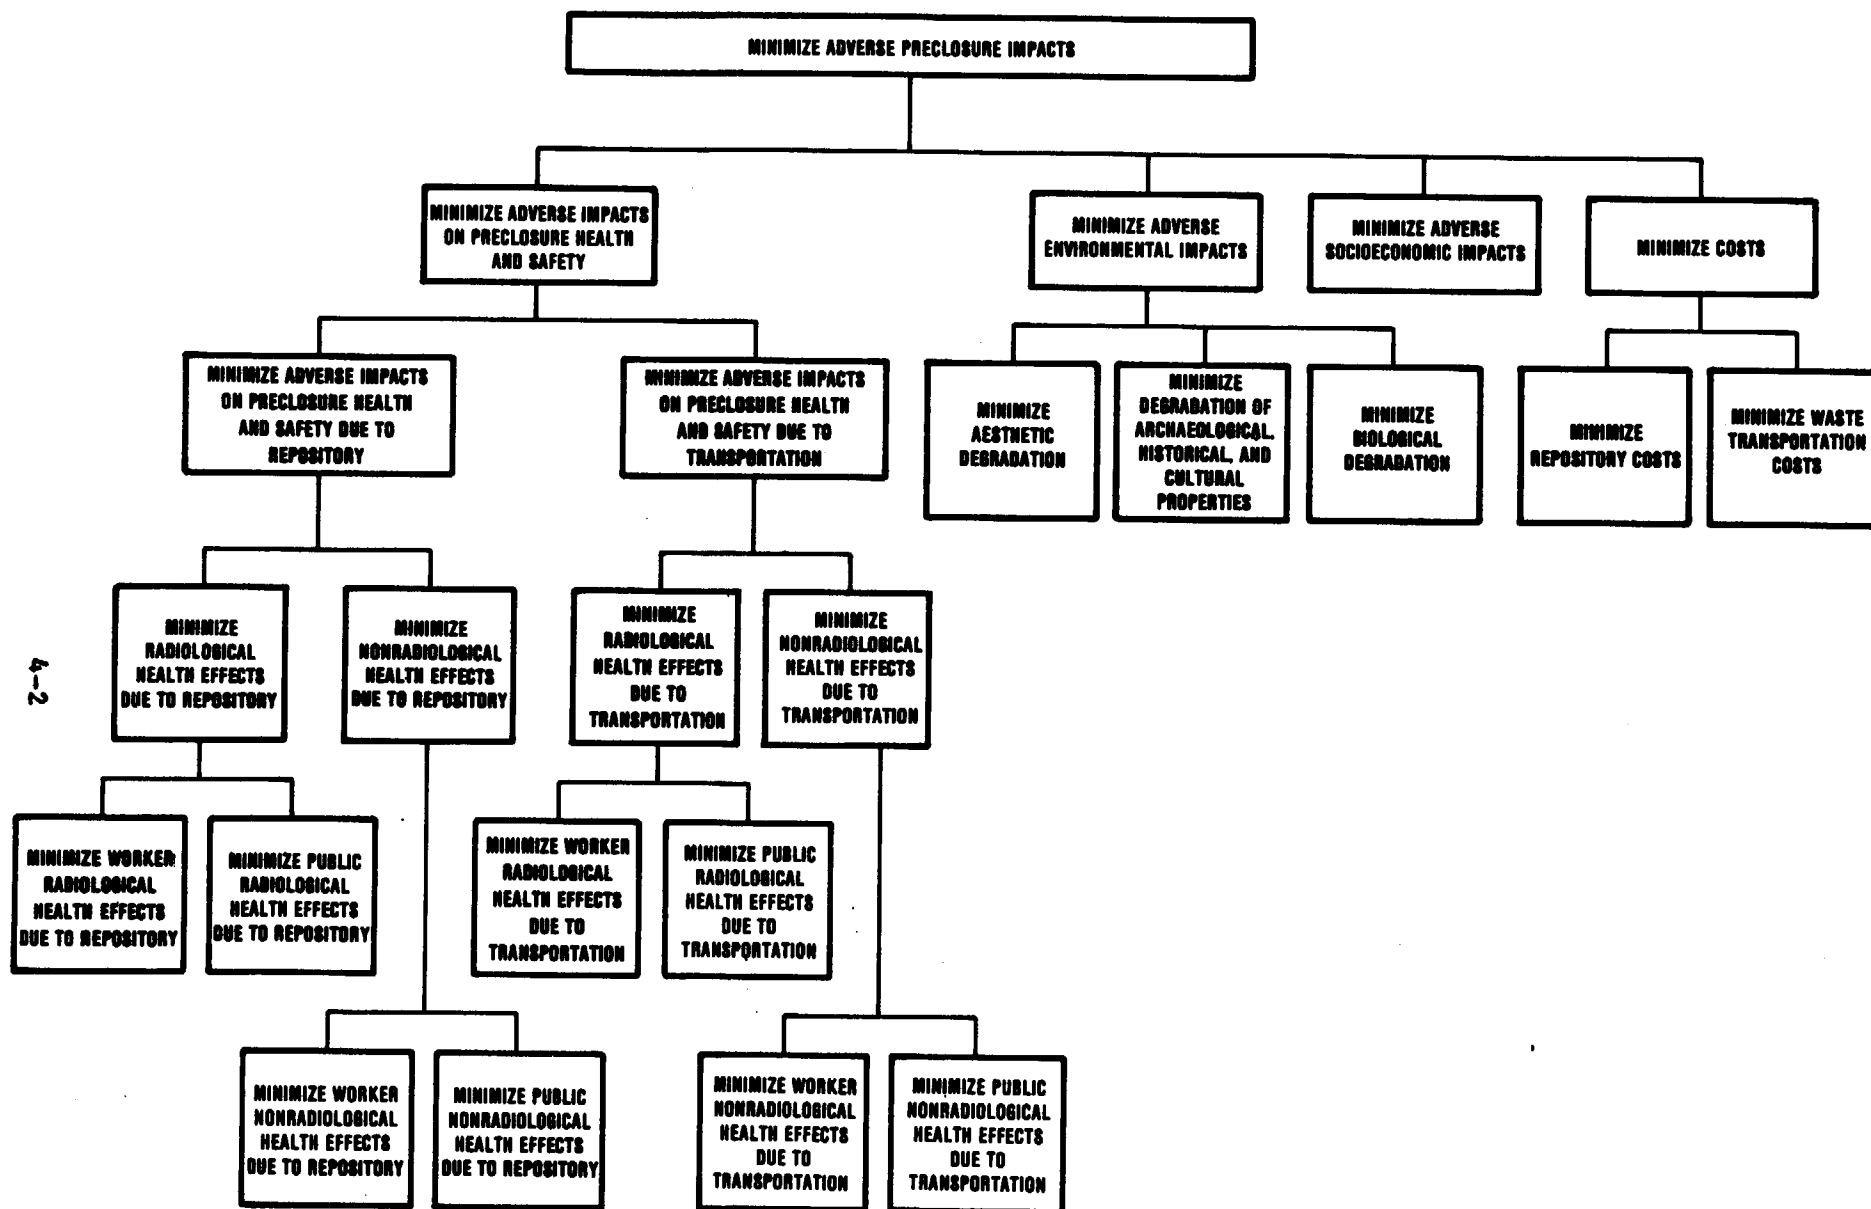 MINIMIZE ADVERSE PRECLOSURE IMPACTS
MINIMIZE ADVERSE IMPACTS
ON PRECLOSURE HEALTH
AND SAFETY
MINIMIZE ADVERSE
ENVIRONMENTAL IMPACTS
MINIMIZE ADVERSE
SOCIOECONOMIC IMPACTS
MINIMIZE COSTS
MINIMIZE ADVERSE IMPACTS
ON PRECLOSURE HEALTH
AND SAFETY DUE TO
REPOSITORY
MINIMIZE ADVERSE IMPACTS
ON PRECLOSURE HEALTH
AND SAFETY DUE TO
TRANSPORTATION
MINIMIZE
AESTHETIC
DEGRADATION
MINIMIZE
DEGRADATION OF
ARCHAEOLOGICAL,
HISTORICAL, AND
CULTURAL
PROPERTIES
MINIMIZE
BIOLOGICAL
DEGRADATION
MINIMIZE
REPOSITORY COSTS
MINIMIZE WASTE
TRANSPORTATION
COSTS
MINIMIZE
RADIOLOGICAL
HEALTH EFFECTS
DUE TO REPOSITORY
MINIMIZE
NONRADIOLOGICAL
HEALTH EFFECTS
DUE TO REPOSITORY
MINIMIZE
RADIOLOGICAL
HEALTH EFFECTS
DUE TO
TRANSPORTATION
MINIMIZE
NONRADIOLOGICAL
HEALTH EFFECTS
DUE TO
TRANSPORTATION
4-2
MINIMIZE WORKER
RADIOLOGICAL
HEALTH EFFECTS
DUE TO REPOSITORY
MINIMIZE PUBLIC
RADIOLOGICAL
HEALTH EFFECTS
DUE TO REPOSITORY
MINIMIZE WORKER
RADIOLOGICAL
HEALTH EFFECTS
DUE TO
TRANSPORTATION
MINIMIZE PUBLIC
RADIOLOGICAL
HEALTH EFFECTS
DUE TO
TRANSPORTATION
MINIMIZE WORKER
NONRADIOLOGICAL
HEALTH EFFECTS
DUE TO REPOSITORY
MINIMIZE PUBLIC
NONRADIOLOGICAL
HEALTH EFFECTS
DUE TO REPOSITORY
MINIMIZE WORKER
NONRADIOLOGICAL
HEALTH EFFECTS
DUE TO
TRANSPORTATION
MINIMIZE PUBLIC
NONRADIOLOGICAL
HEALTH EFFECTS
DUE TO
TRANSPORTATION